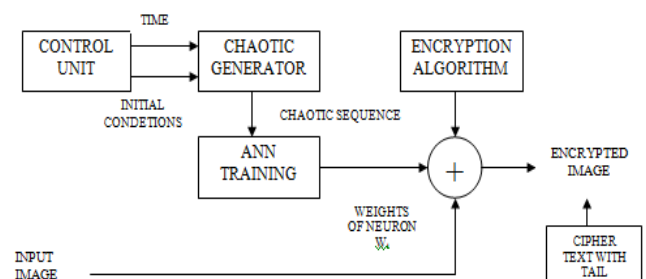 TIME
CONTROL
UNIT
CHAOTIC
GENERATOR
ENCRYPTION
ALGORITHM
INITIAL
CONDETIONS
CHAOTIC SEQUENCE
ANN
TRAINING
+
ENCRYPTED
IMAGE
WEIGHTS
OF NEURON
CIPHER
TEXT WITH
TAIL
INPUT
IMAGE